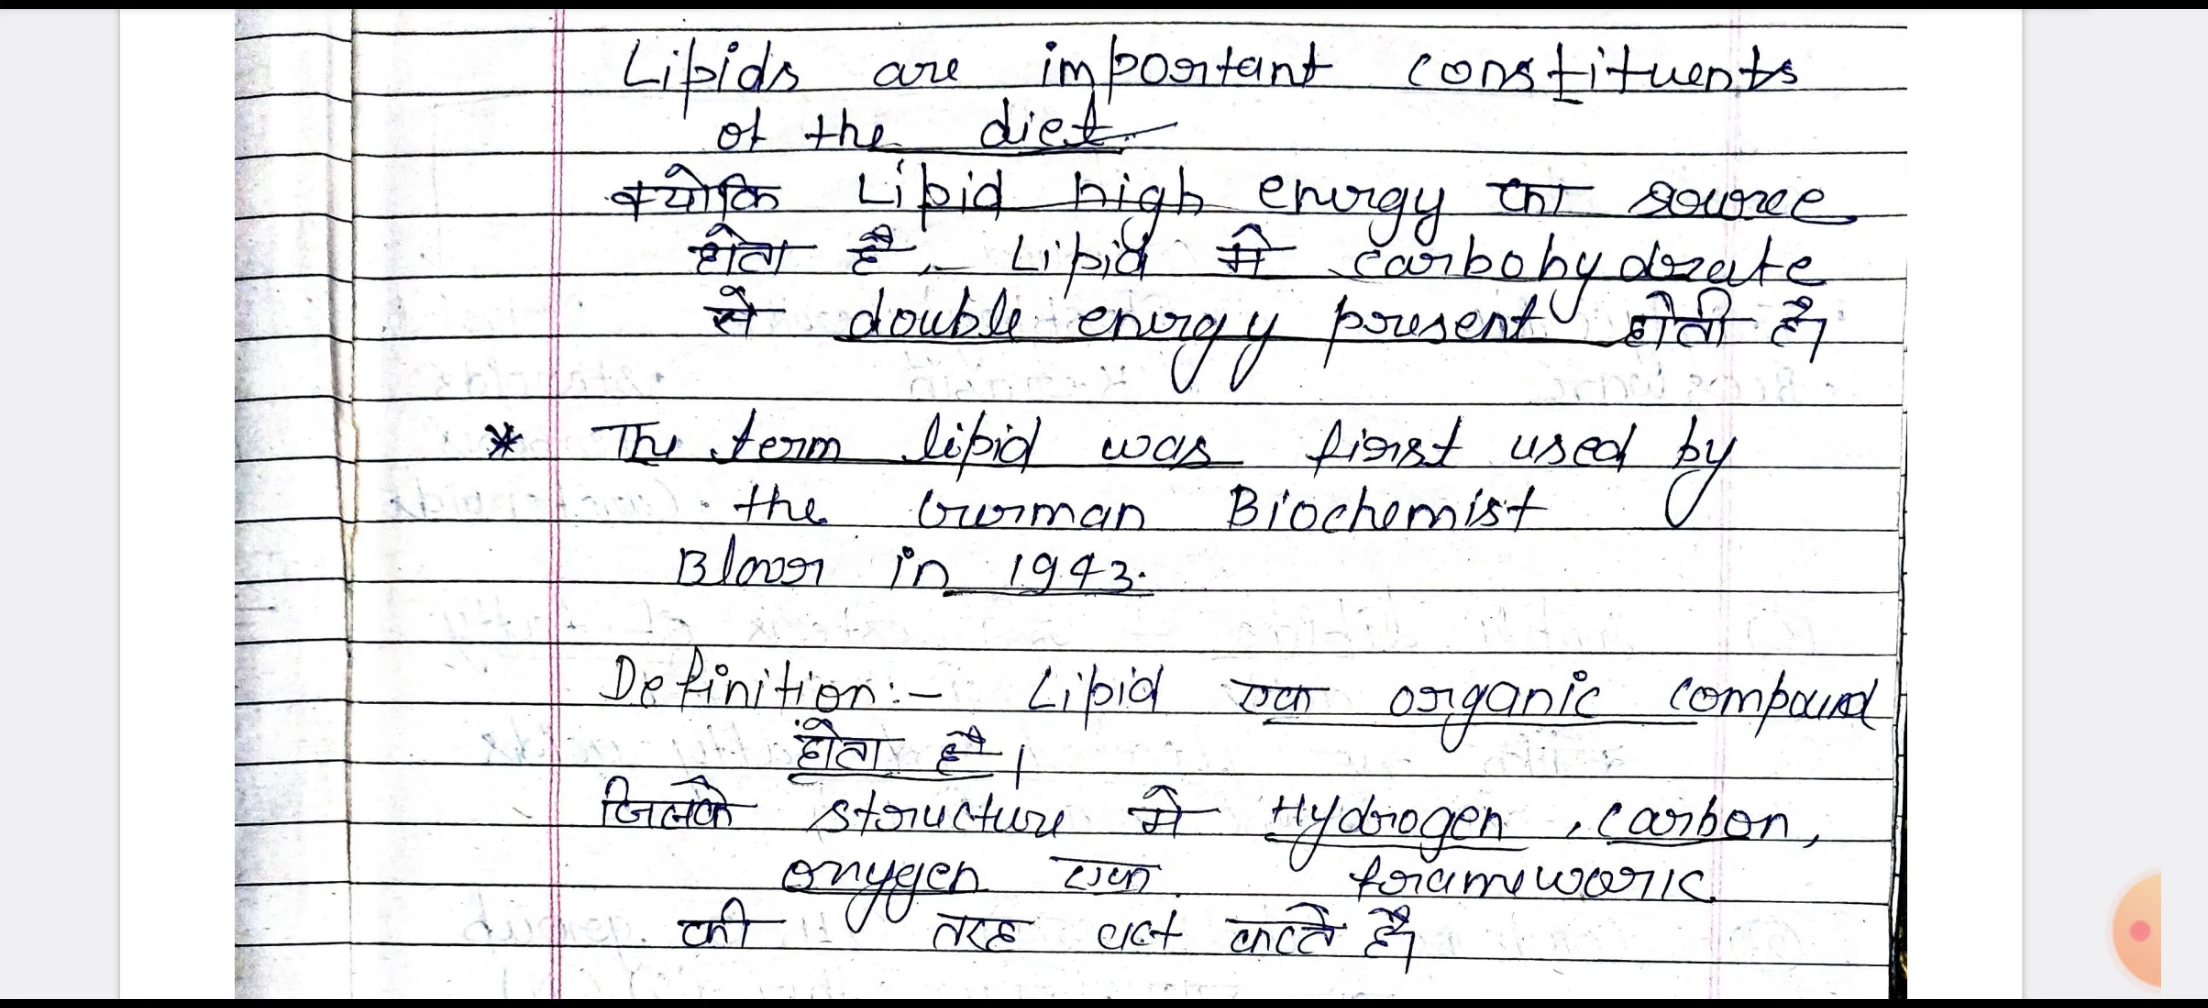 Lipids are important constituents
of the diet
क्योकि Lipid high energy का source
होता है - Lipid मे carbohydrate
से double energy present होती है।
* The term lipid was first used by
the German Biochemist
Bloor in 1943.
Definition:- Lipid एक organic compound
होता है।
जिसके structure मे Hydrogen, carbon,
oxygen एक framework
की तरह act करते है।